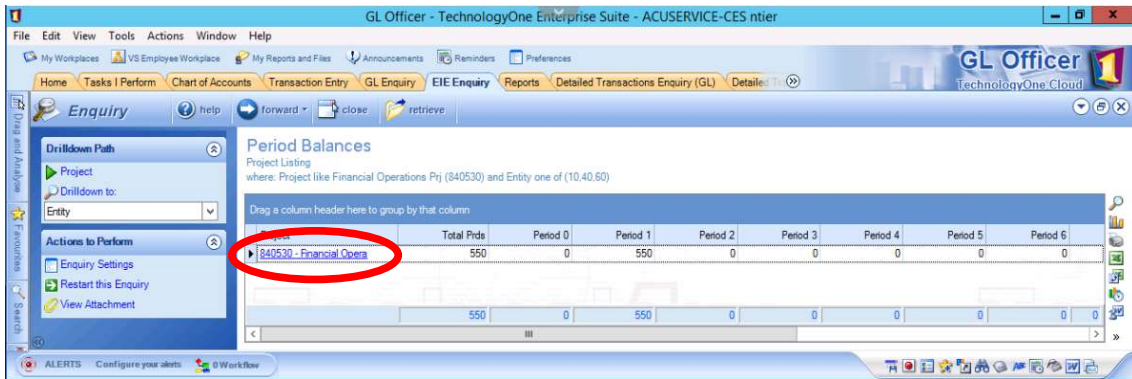 GL Officer - TechnologyOne Enterprise Suite - ACUSERVICE-CES ntier
File Edit View Tools Actions Window Help
My Workplaces VS Employee Workplace My Reports and Files Announcements Reminders Preferences
GL Officer
TechnologyOne Cloud
Home Tasks I Perform Chart of Accounts Transaction Entry GL Enquiry EIE Enquiry Reports Detailed Transactions Enquiry (GL) Detailed
Enquiry help forward close retrieve
Drag and Analyse
Favourites
Search
Drilldown Path
Project
Drilldown to:
Entity
Actions to Perform
Enquiry Settings
Restart this Enquiry
View Attachment
Period Balances
Project Listing
where: Project like Financial Operations Prj (840530) and Entity one of (10,40,60)
Drag a column header here to group by that column
Project Total Prds Period 0 Period 1 Period 2 Period 3 Period 4 Period 5 Period 6
840530 - Financial Opera 550 0 550 0 0 0 0 0
550 0 550 0 0 0 0 0 0
ALERTS Configure your alerts 0 Workflow